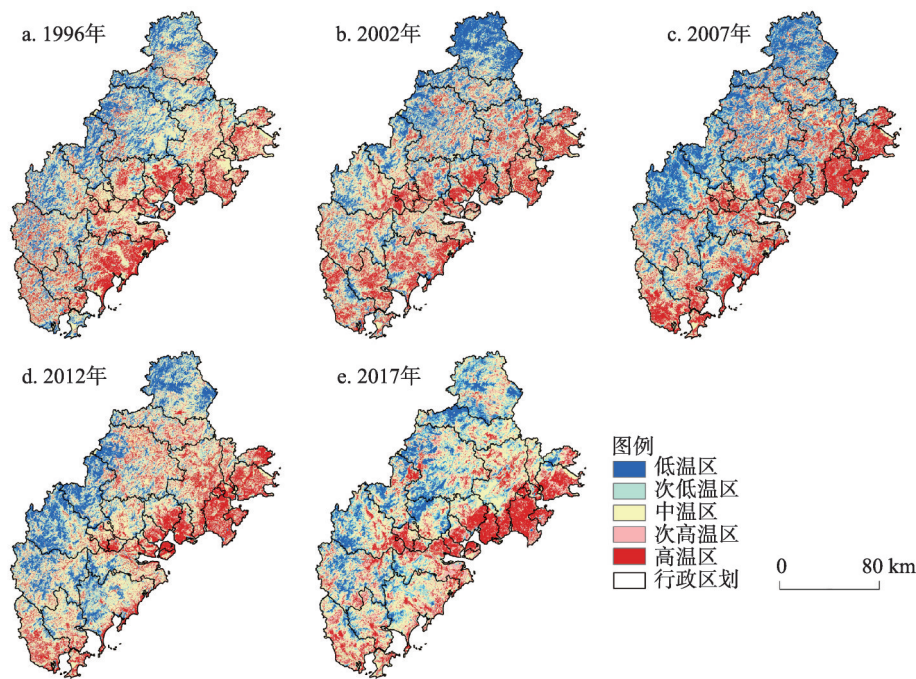 a. 1996年
b. 2002年
c. 2007年
d. 2012年
e. 2017年
图例
低温区
次低温区
中温区
次高温区
高温区
行政区划
0 80 km